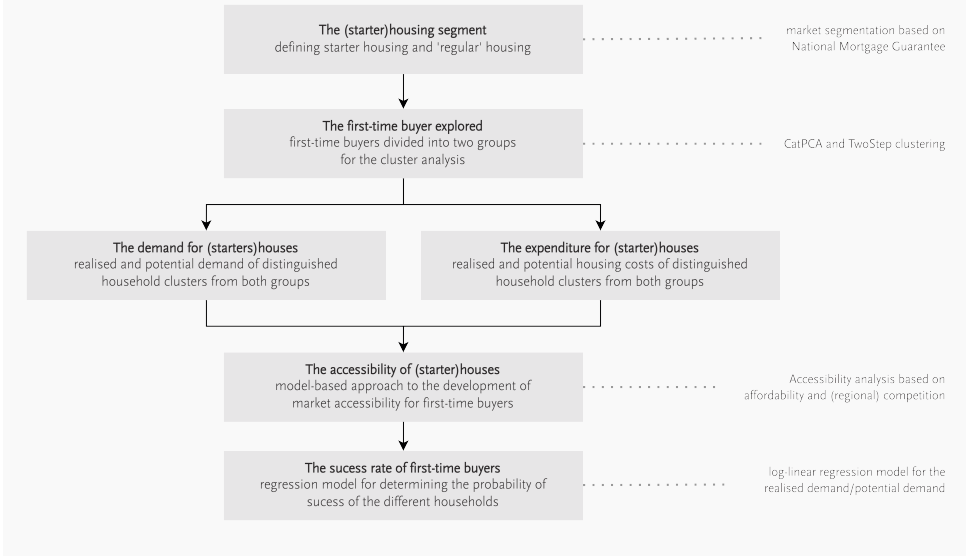 The (starter)housing segment
defining starter housing and 'regular' housing
market segmentation based on
National Mortgage Guarantee
The first-time buyer explored
first-time buyers divided into two groups
for the cluster analysis
CatPCA and TwoStep clustering
The demand for (starters)houses
realised and potential demand of distinguished
household clusters from both groups
The expenditure for (starter)houses
realised and potential housing costs of distinguished
household clusters from both groups
The accessibility of (starter)houses
model-based approach to the development of
market accessibility for first-time buyers
Accessibility analysis based on
affordability and (regional) competition
The sucess rate of first-time buyers
regression model for determining the probability of
sucess of the different households
log-linear regression model for the
realised demand/potential demand